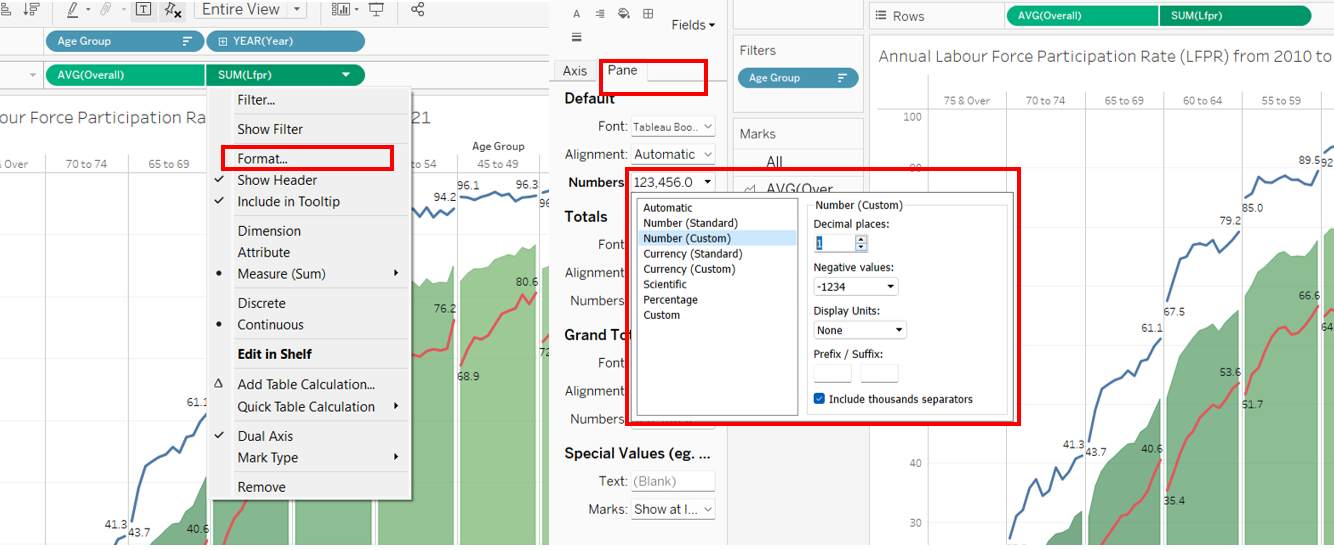 Entire View
Age Group
YEAR(Year)
AVG(Overall)
SUM(Lfpr)
our Force Participation Ra
21
Age Group
& Over
70 to 74
65 to 69
to 54
45 to 49
Filter...
Show Filter
Format...
Show Header
Include in Tooltip
Dimension
Attribute
Measure (Sum)
Discrete
Continuous
Edit in Shelf
Add Table Calculation...
Quick Table Calculation
Dual Axis
Mark Type
Remove
94.2
96.1
96.3
96
80.6
76.2
72
68.9
61.1
41.3
43.7
40.6
Fields
Axis
Pane
Default
Font:
Tableau Boo..
Alignment:
Automatic
Numbers
123,456.0
Totals
Font
Alignment
Numbers
Grand Tot
Font
Alignment
Numbers
Special Values (eg. ...
Text:
(Blank)
Marks:
Show at I...
Filters
Age Group
Marks
All
AVG(Over
Automatic
Number (Standard)
Number (Custom)
Currency (Standard)
Currency (Custom)
Scientific
Percentage
Custom
Number (Custom)
Decimal places:
1
Negative values:
-1234
Display Units:
None
Prefix / Suffix:
Include thousands separators
Rows
AVG(Overall)
SUM(Lfpr)
Annual Labour Force Participation Rate (LFPR) from 2010 to
75 & Over
70 to 74
65 to 69
60 to 64
55 to 59
100
80
40
30
89.5
92
85.0
79.2
67.5
66.6
64
61.1
53.6
51.7
41.3
43.7
40.6
35.4